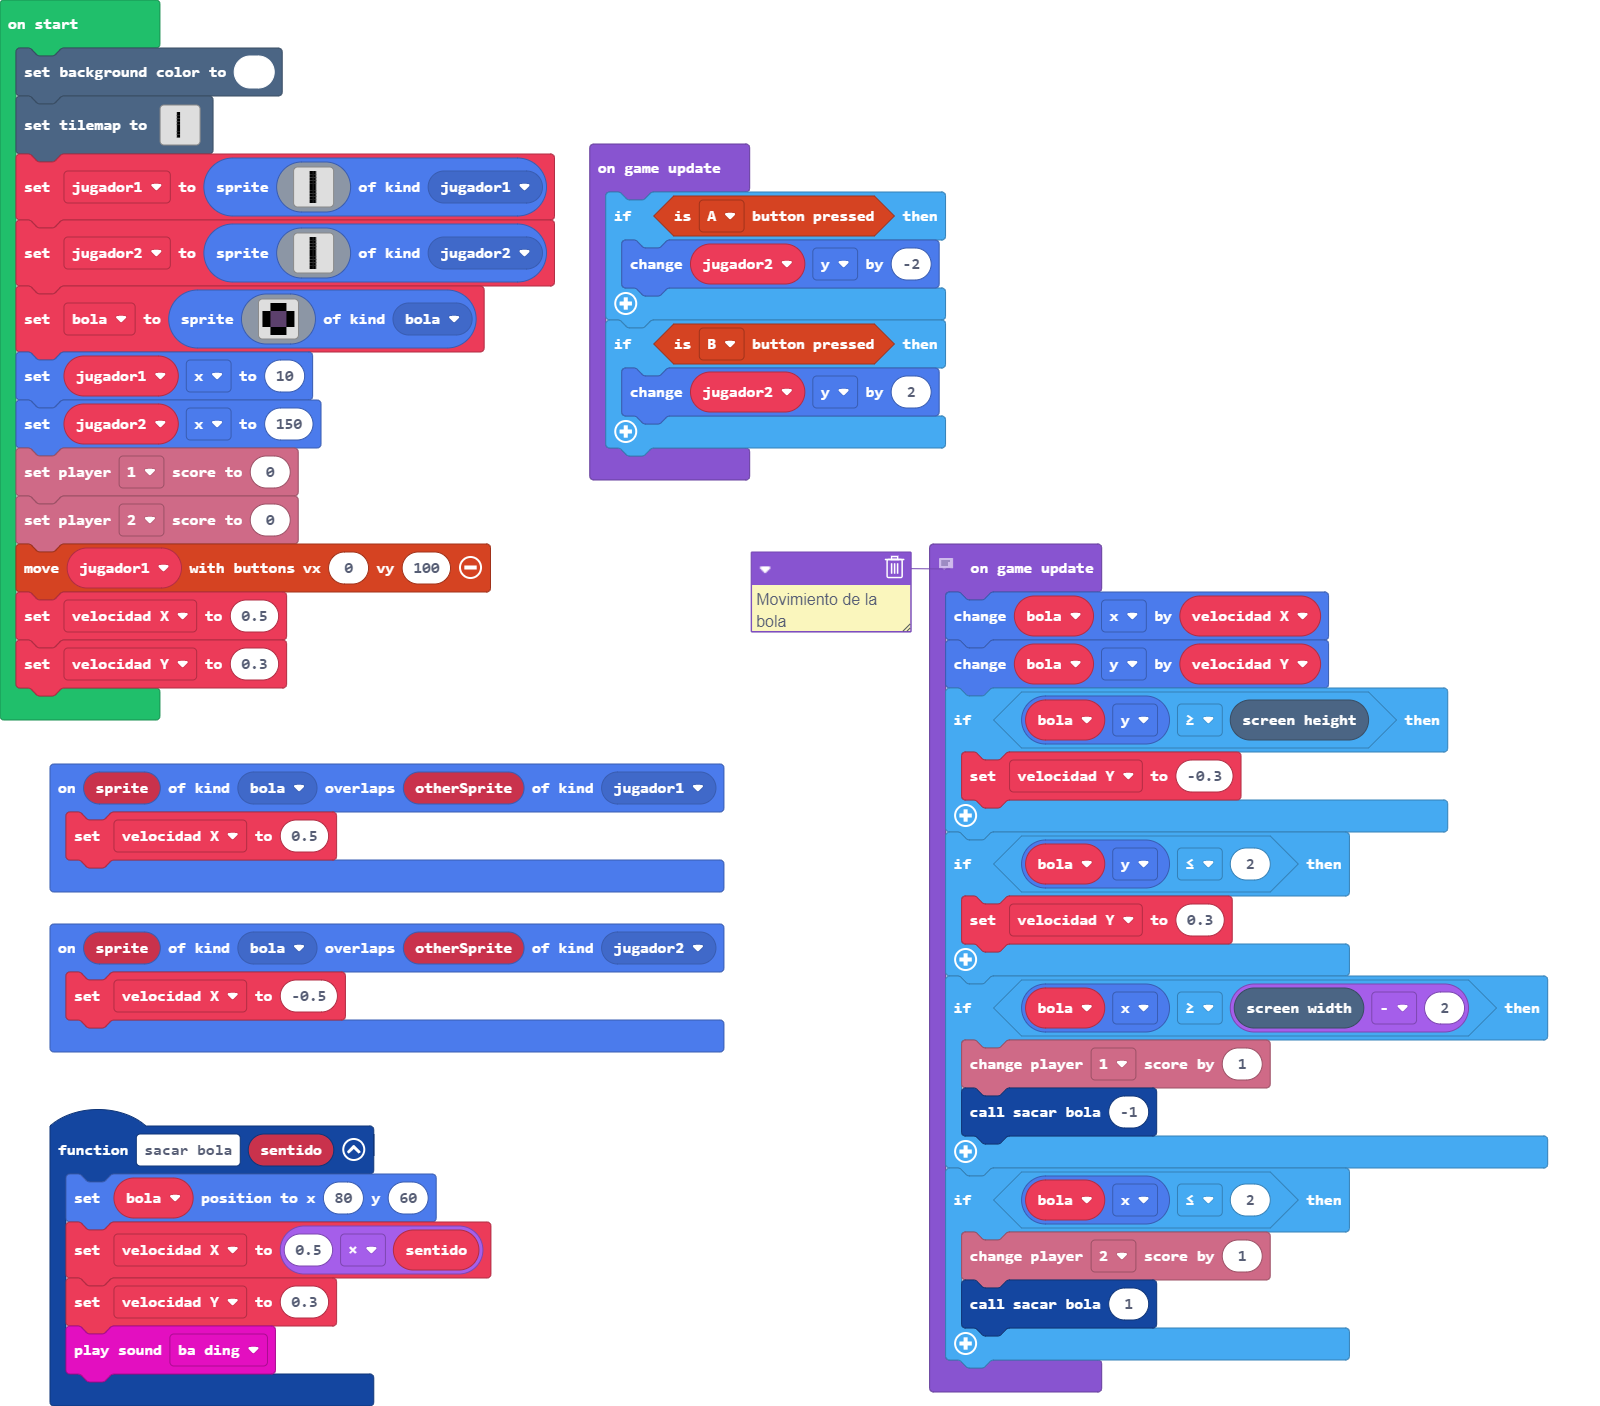 on start
set background color to
set tilemap to
set jugador1 to sprite of kind jugador1
set jugador2 to sprite of kind jugador2
set bola to sprite of kind bola
set jugador1 x to 10
set jugador2 x to 150
set player 1 score to 0
set player 2 score to 0
move jugador1 with buttons vx 0 vy 100
set velocidad X to 0.5
set velocidad Y to 0.3
on game update
if is A button pressed then
change jugador2 y by -2
if is B button pressed then
change jugador2 y by 2
on sprite of kind bola overlaps otherSprite of kind jugador1
set velocidad X to 0.5
on sprite of kind bola overlaps otherSprite of kind jugador2
set velocidad X to -0.5
function sacar bola sentido
set bola position to x 80 y 60
set velocidad X to 0.5 × sentido
set velocidad Y to 0.3
play sound ba ding
Movimiento de la
bola
on game update
change bola x by velocidad X
change bola y by velocidad Y
if bola y ≥ screen height then
set velocidad Y to -0.3
if bola y ≤ 2 then
set velocidad Y to 0.3
if bola x ≥ screen width - 2 then
change player 1 score by 1
call sacar bola -1
if bola x ≤ 2 then
change player 2 score by 1
call sacar bola 1